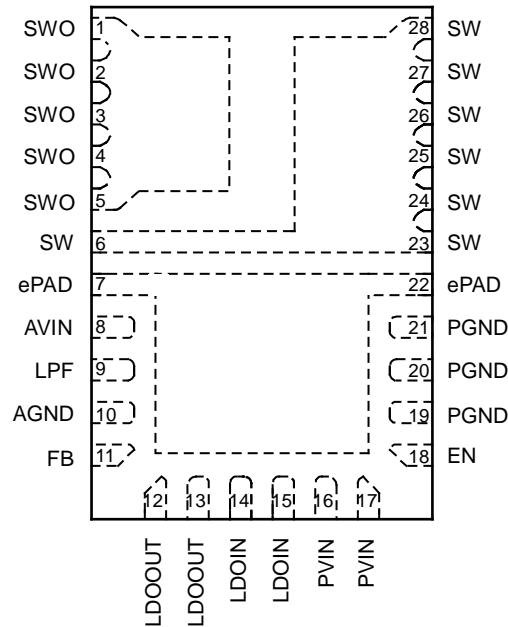 SWO 1 28 SW
SWO 2 27 SW
SWO 3 26 SW
SWO 4 25 SW
SWO 5 24 SW
SW 6 23 SW
ePAD 7 22 ePAD
AVIN 8 21 PGND
LPF 9 20 PGND
AGND 10 19 PGND
FB 11 18 EN
12 13 14 15 16 17
LDOOUT
LDOOUT
LDOIN
LDOIN
PVIN
PVIN